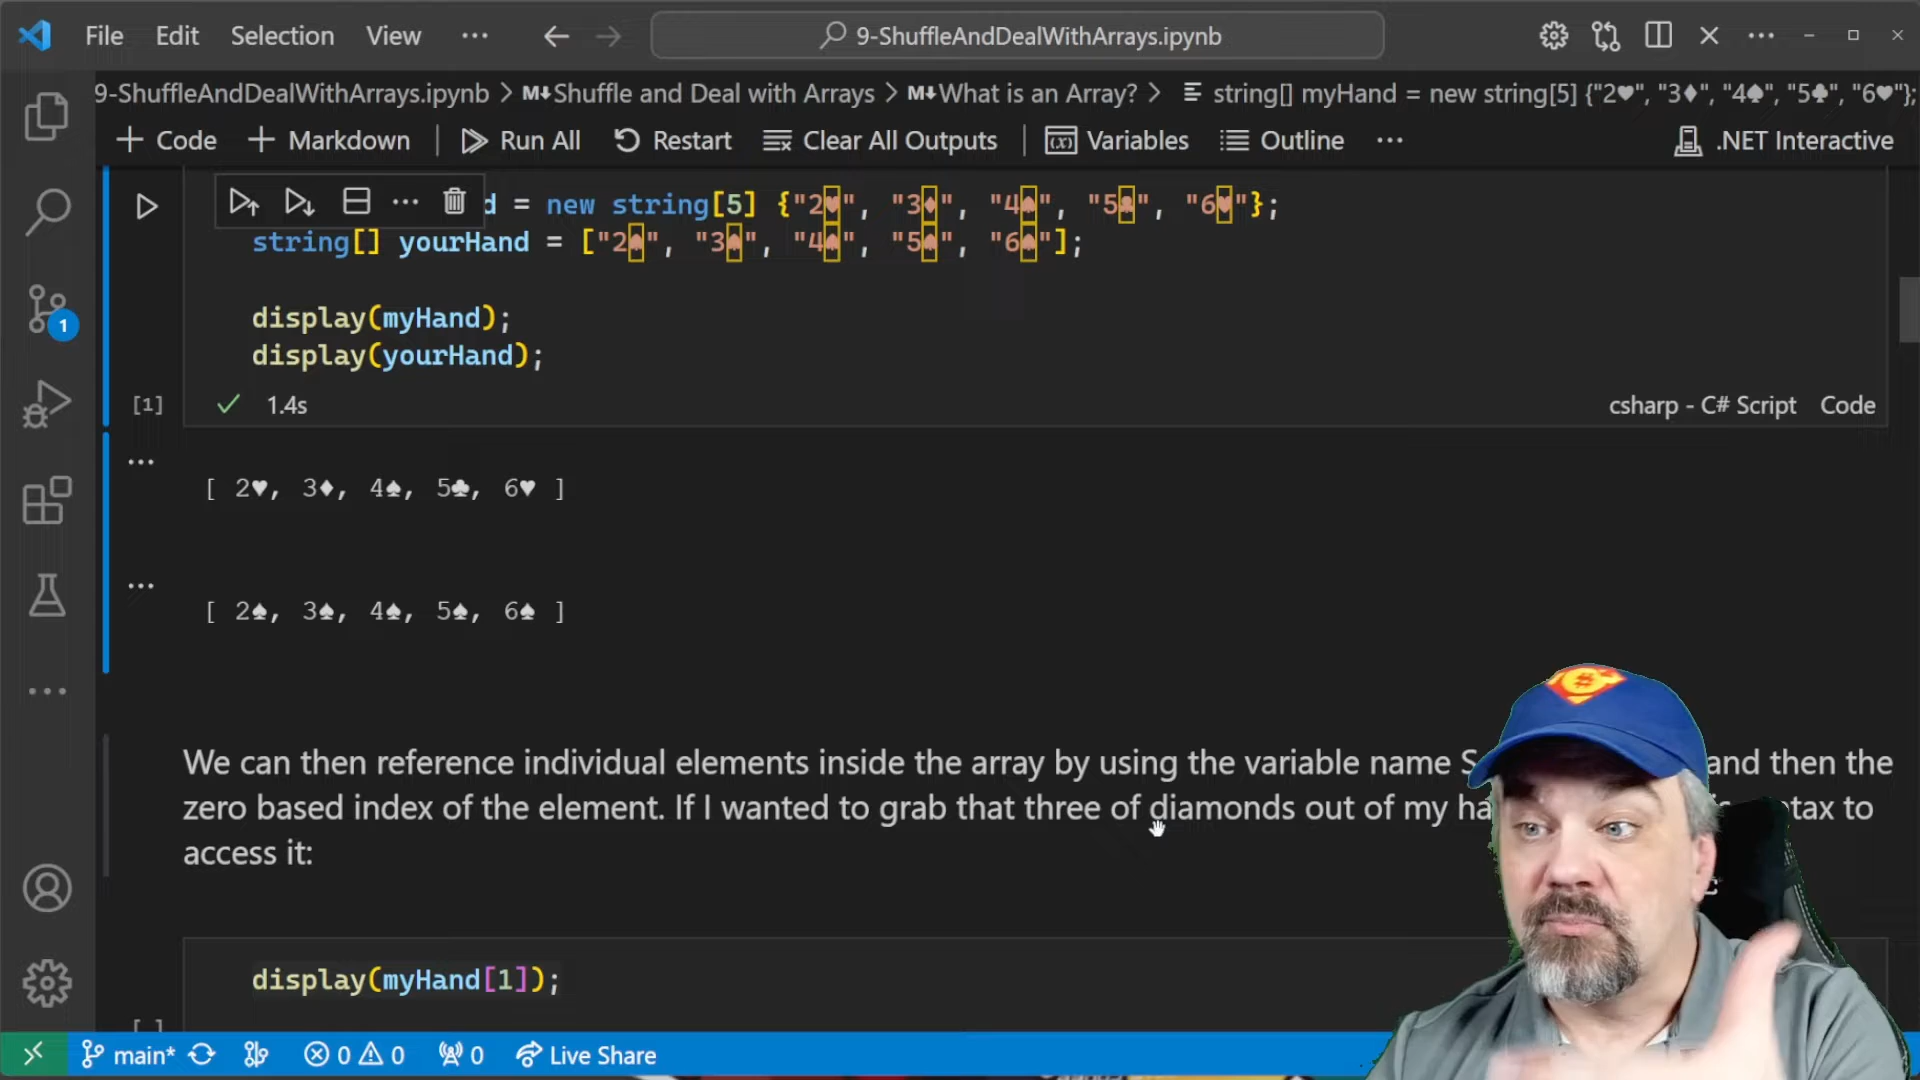 File Edit Selection View ··· 9-ShuffleAndDealWithArrays.ipynb
9-ShuffleAndDealWithArrays.ipynb > M↓Shuffle and Deal with Arrays > M↓What is an Array? > string[] myHand = new string[5] {"2♥", "3♦", "4♠", "5♣", "6♥"};
+ Code + Markdown Run All Restart Clear All Outputs Variables Outline ··· .NET Interactive
d = new string[5] {"2♥", "3♦", "4♠", "5♣", "6♥"};
string[] yourHand = ["2♠", "3♠", "4♠", "5♠", "6♠"];
display(myHand);
display(yourHand);
[1] ✓ 1.4s csharp - C# Script Code
[ 2♥, 3♦, 4♠, 5♣, 6♥ ]
[ 2♠, 3♠, 4♠, 5♠, 6♠ ]
We can then reference individual elements inside the array by using the variable name and then the
zero based index of the element. If I wanted to grab that three of diamonds out of my to
access it:
display(myHand[1]);
[ ]
main* 0 0 0 Live Share
1